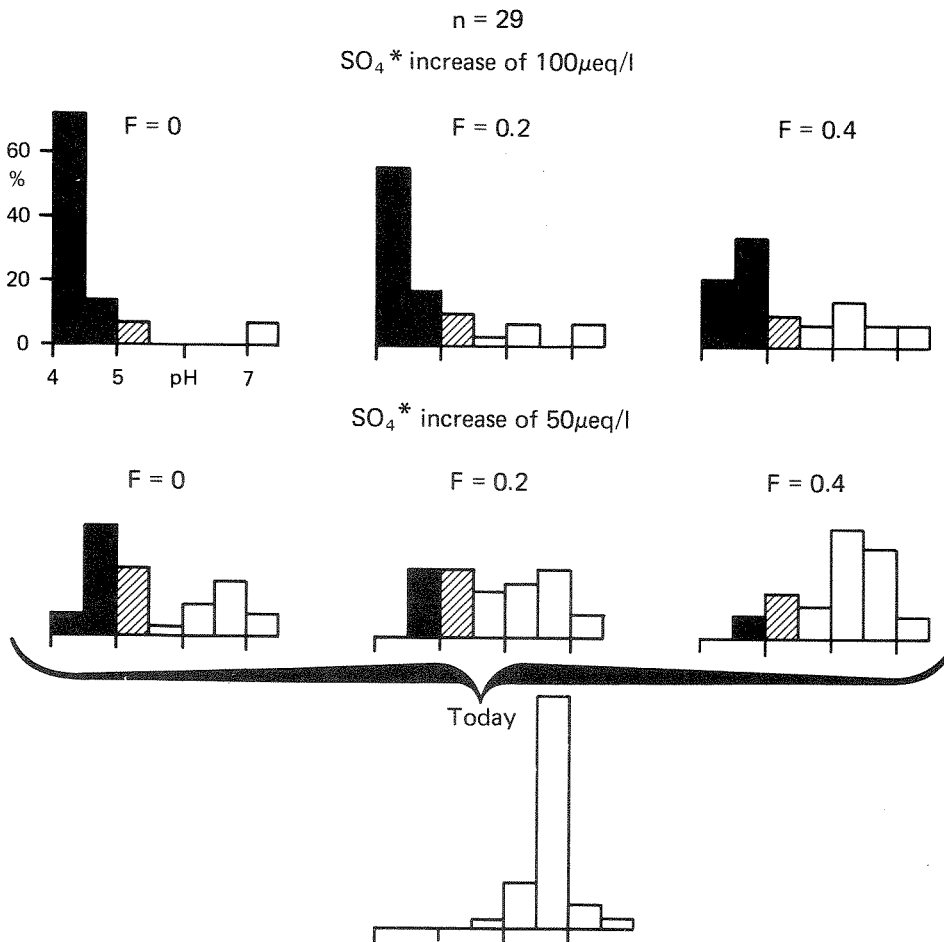 n = 29
SO₄* increase of 100μeq/l
F = 0
F = 0.2
F = 0.4
60
%
40
20
0
4
5
pH
7
SO₄* increase of 50μeq/l
F = 0
F = 0.2
F = 0.4
Today